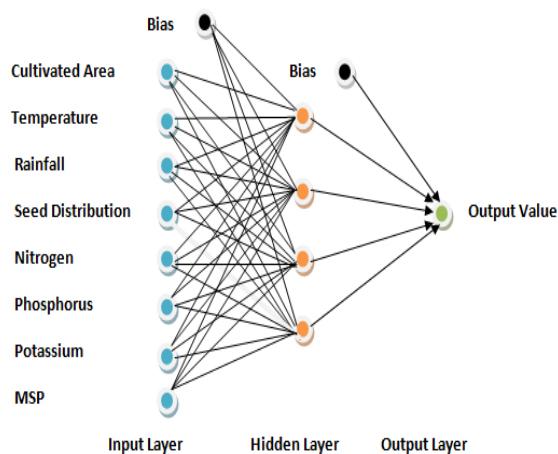 Bias
Cultivated Area
Bias
Temperature
Rainfall
Seed Distribution
Output Value
Nitrogen
Phosphorus
Potassium
MSP
Input Layer
Hidden Layer
Output Layer